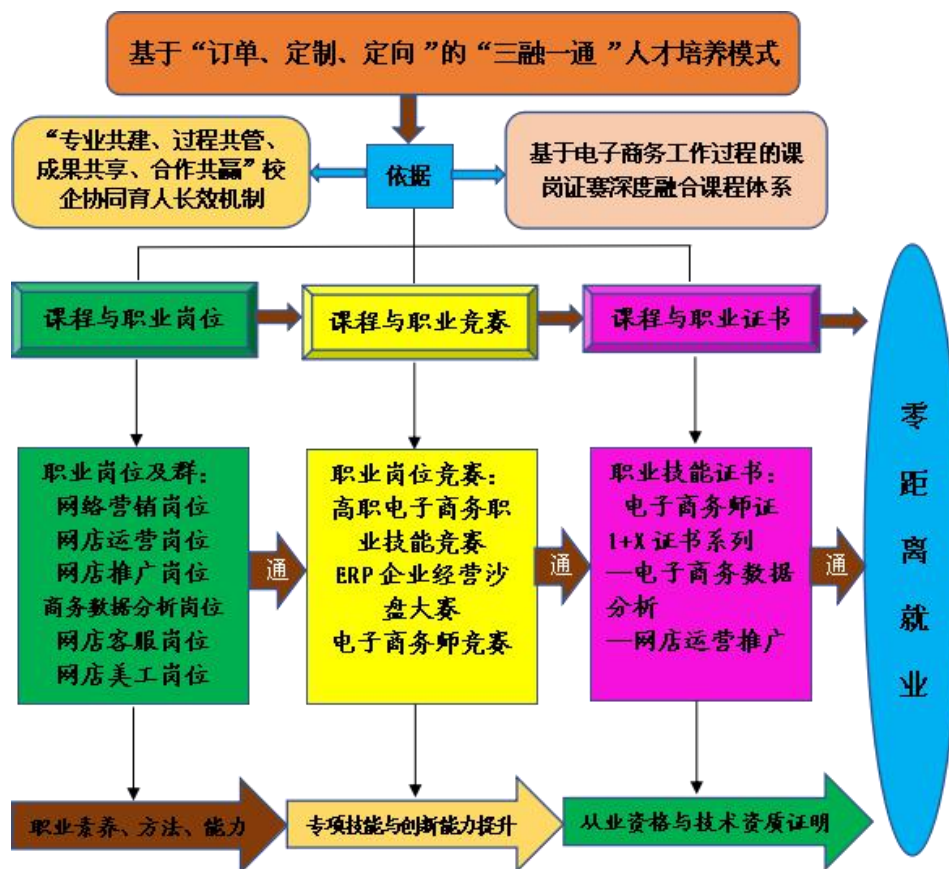 基于“订单、定制、定向”的“三融一通”人才培养模式
“专业共建、过程共管、
成果共享、合作共赢”校
企协同育人长效机制
依据
基于电子商务工作过程的课
岗证赛深度融合课程体系
课程与职业岗位
课程与职业竞赛
课程与职业证书
职业岗位及群：
网络营销岗位
网店运营岗位
网店推广岗位
商务数据分析岗位
网店客服岗位
网店美工岗位
通
职业岗位竞赛：
高职电子商务职
业技能竞赛
ERP企业经营沙
盘大赛
电子商务师竞赛
通
职业技能证书：
电子商务师证
1+X证书系列
—电子商务数据
分析
—网店运营推广
通
零
距
离
就
业
职业素养、方法、能力
专项技能与创新能力提升
从业资格与技术资质证明